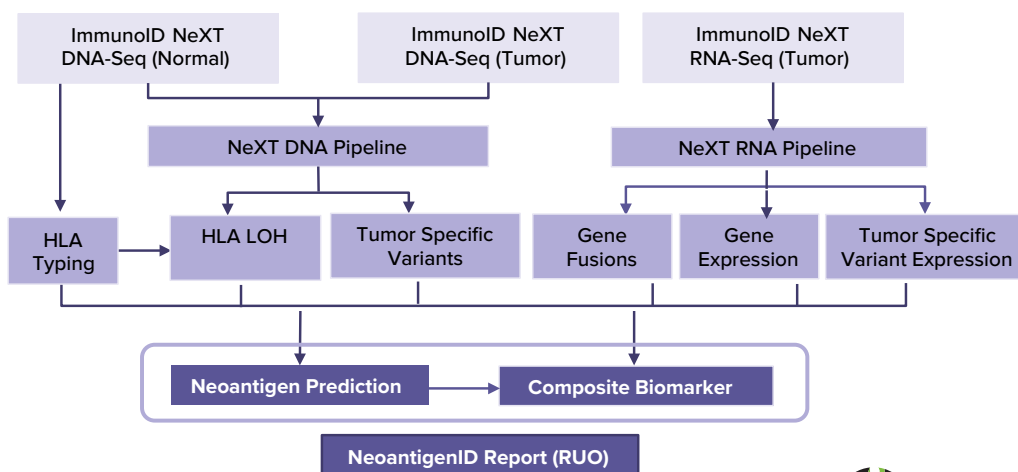 ImmunoID NeXT
DNA-Seq (Normal)
ImmunoID NeXT
DNA-Seq (Tumor)
ImmunoID NeXT
RNA-Seq (Tumor)
NeXT DNA Pipeline
NeXT RNA Pipeline
HLA
Typing
HLA LOH
Tumor Specific
Variants
Gene
Fusions
Gene
Expression
Tumor Specific
Variant Expression
Neoantigen Prediction
Composite Biomarker
NeoantigenID Report (RUO)